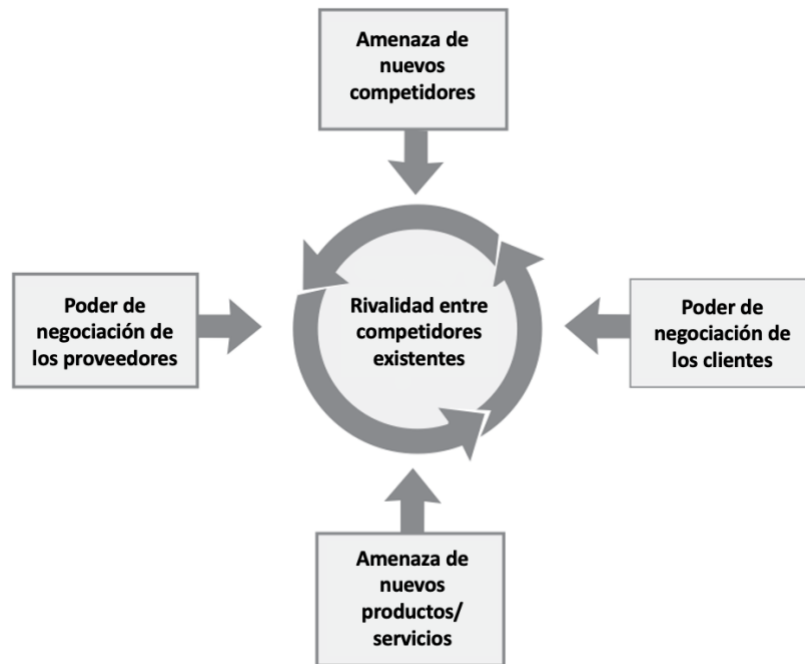 Amenaza de
nuevos
competidores
Poder de
negociación de
los proveedores
Rivalidad entre
competidores
existentes
Poder de
negociación de
los clientes
Amenaza de
nuevos
productos/
servicios